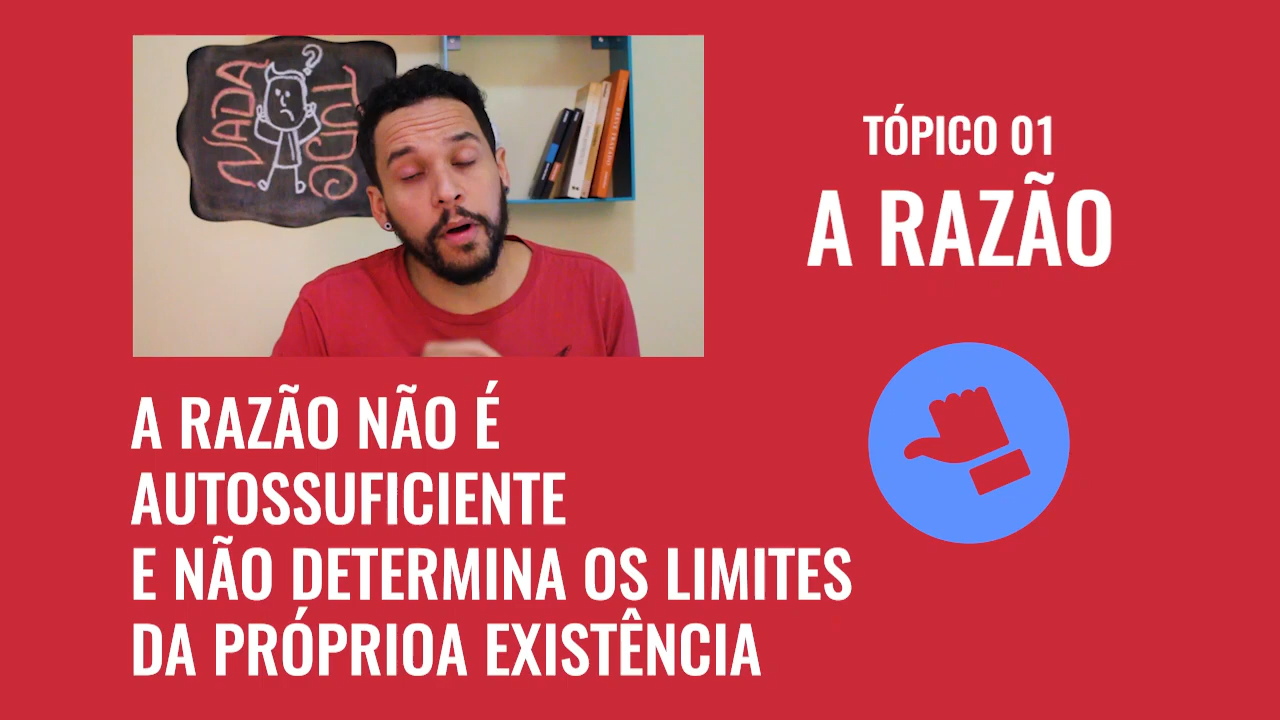 NADA
TUDO
?
TÓPICO 01
A RAZÃO
A RAZÃO NÃO É
AUTOSSUFICIENTE
E NÃO DETERMINA OS LIMITES
DA PRÓPRIOA EXISTÊNCIA